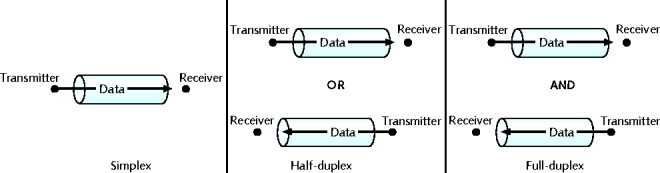 Transmitter Receiver
Data
Simplex
Transmitter Receiver
Data
OR
Receiver Transmitter
Data
Half-duplex
Transmitter Receiver
Data
AND
Receiver Transmitter
Data
Full-duplex